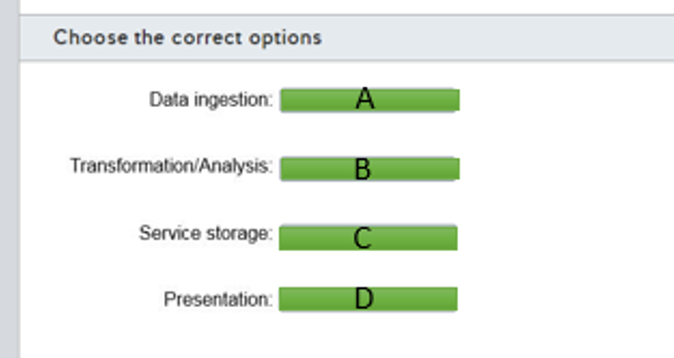 Choose the correct options
Data ingestion: A
Transformation/Analysis: B
Service storage: C
Presentation: D